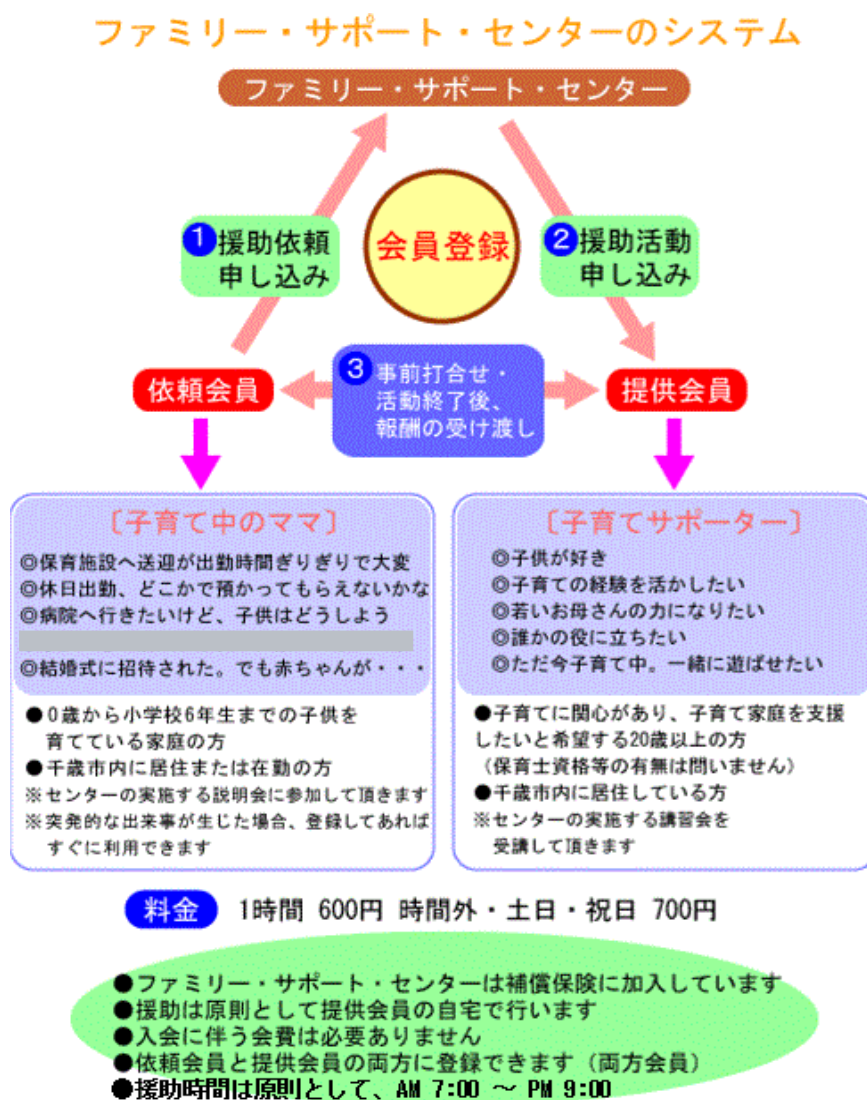 ファミリー・サポート・センターのシステム
ファミリー・サポート・センター
1 援助依頼
申し込み
会員登録
2 援助活動
申し込み
依頼会員
3 事前打合せ・
活動終了後、
報酬の受け渡し
提供会員
〔子育て中のママ〕
◎保育施設へ送迎が出勤時間ぎりぎりで大変
◎休日出勤、どこかで預かってもらえないかな
◎病院へ行きたいけど、子供はどうしよう
◎結婚式に招待された。でも赤ちゃんが・・・
●0歳から小学校6年生までの子供を
育てている家庭の方
●千歳市内に居住または在勤の方
※センターの実施する説明会に参加して頂きます
※突発的な出来事が生じた場合、登録してあれば
すぐに利用できます
〔子育てサポーター〕
◎子供が好き
◎子育ての経験を活かしたい
◎若いお母さんの力になりたい
◎誰かの役に立ちたい
◎ただ今子育て中。一緒に遊ばせたい
●子育てに関心があり、子育て家庭を支援
したいと希望する20歳以上の方
（保育士資格等の有無は問いません）
●千歳市内に居住している方
※センターの実施する講習会を
受講して頂きます
料金 1時間 600円 時間外・土日・祝日 700円
●ファミリー・サポート・センターは補償保険に加入しています
●援助は原則として提供会員の自宅で行います
●入会に伴う会費は必要ありません
●依頼会員と提供会員の両方に登録できます（両方会員）
●援助時間は原則として、AM 7:00 ～ PM 9:00